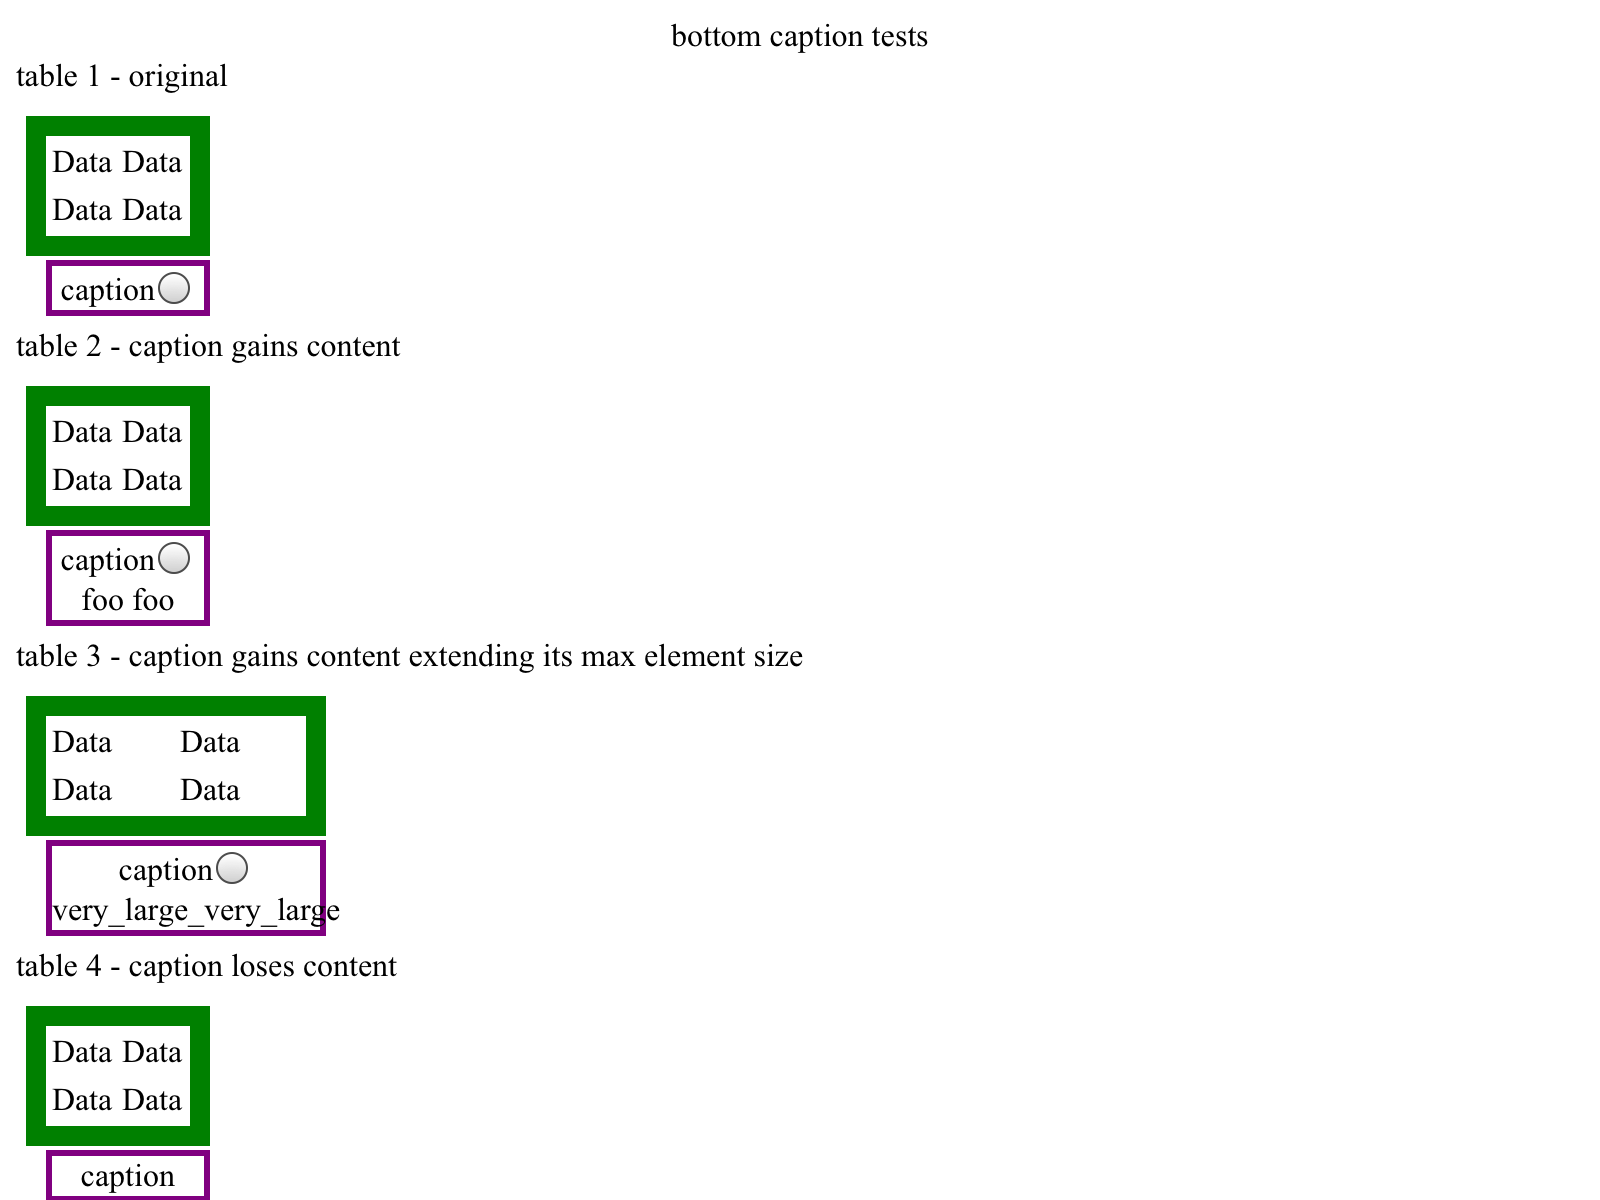 bottom caption tests
table 1 - original
Data Data
Data Data
caption
table 2 - caption gains content
Data Data
Data Data
caption
foo foo
table 3 - caption gains content extending its max element size
Data Data
Data Data
caption
very_large_very_large
table 4 - caption loses content
Data Data
Data Data
caption